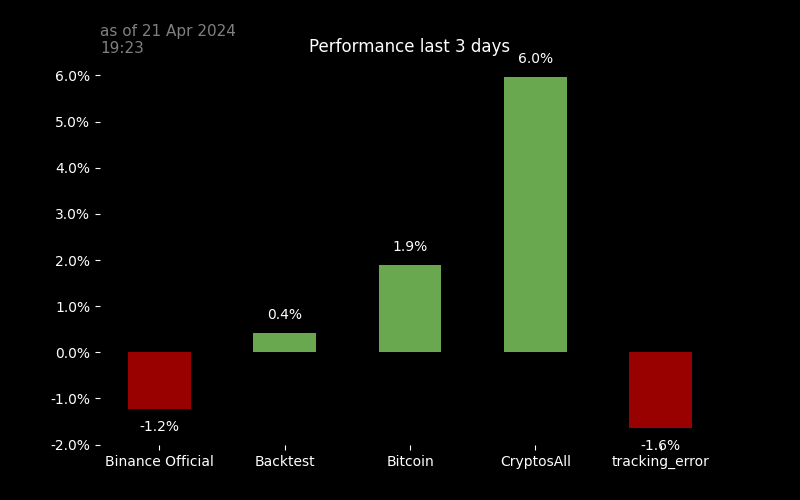 as of 21 Apr 2024
19:23
Performance last 3 days
6.0%
6.0%
5.0%
4.0%
3.0%
1.9%
2.0%
1.0%
0.4%
0.0%
-1.0%
-1.2%
-2.0%
-1.6%
Binance Official
Backtest
Bitcoin
CryptosAll
tracking_error